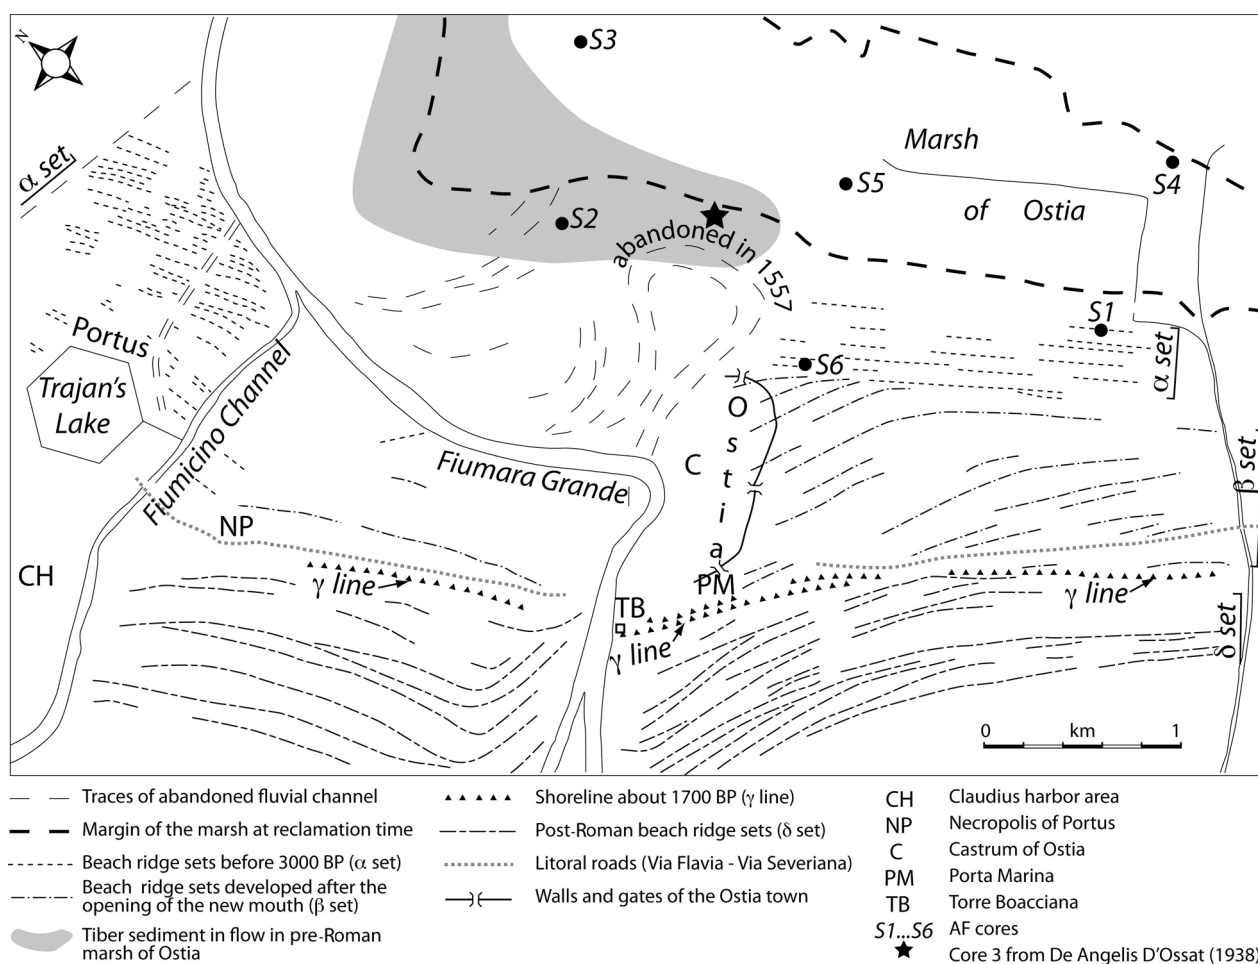 N
S3
α set
Marsh
S4
S5
of Ostia
S2
abandoned in 1557
S1
α set
Portus
Trajan's
Lake
S6
Fiumicino Channel
Ostia
C
Fiumara Grande
β set
NP
CH
γ line
PM
TB
γ line
γ line
δ set
0 km 1
Traces of abandoned fluvial channel
Margin of the marsh at reclamation time
Beach ridge sets before 3000 BP (α set)
Beach ridge sets developed after the
opening of the new mouth (β set)
Tiber sediment in flow in pre-Roman
marsh of Ostia
Shoreline about 1700 BP (γ line)
Post-Roman beach ridge sets (δ set)
Litoral roads (Via Flavia - Via Severiana)
Walls and gates of the Ostia town
CH Claudius harbor area
NP Necropolis of Portus
C Castrum of Ostia
PM Porta Marina
TB Torre Boacciana
S1...S6 AF cores
Core 3 from De Angelis D'Ossat (1938)